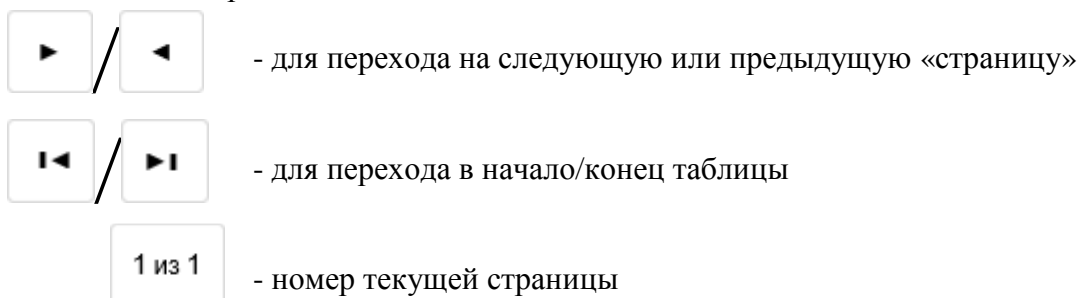 / - для перехода на следующую или предыдущую «страницу»
/ - для перехода в начало/конец таблицы
1 из 1 - номер текущей страницы